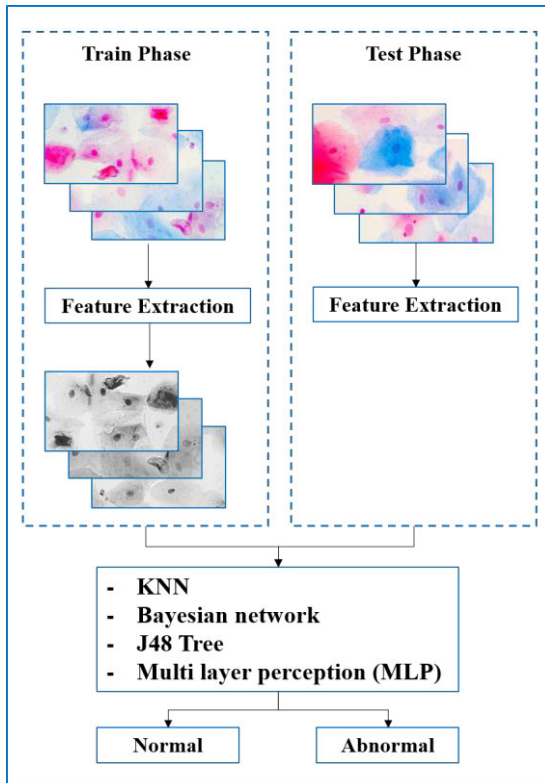 Train Phase
Test Phase
Feature Extraction
Feature Extraction
- KNN
- Bayesian network
- J48 Tree
- Multi layer perception (MLP)
Normal
Abnormal